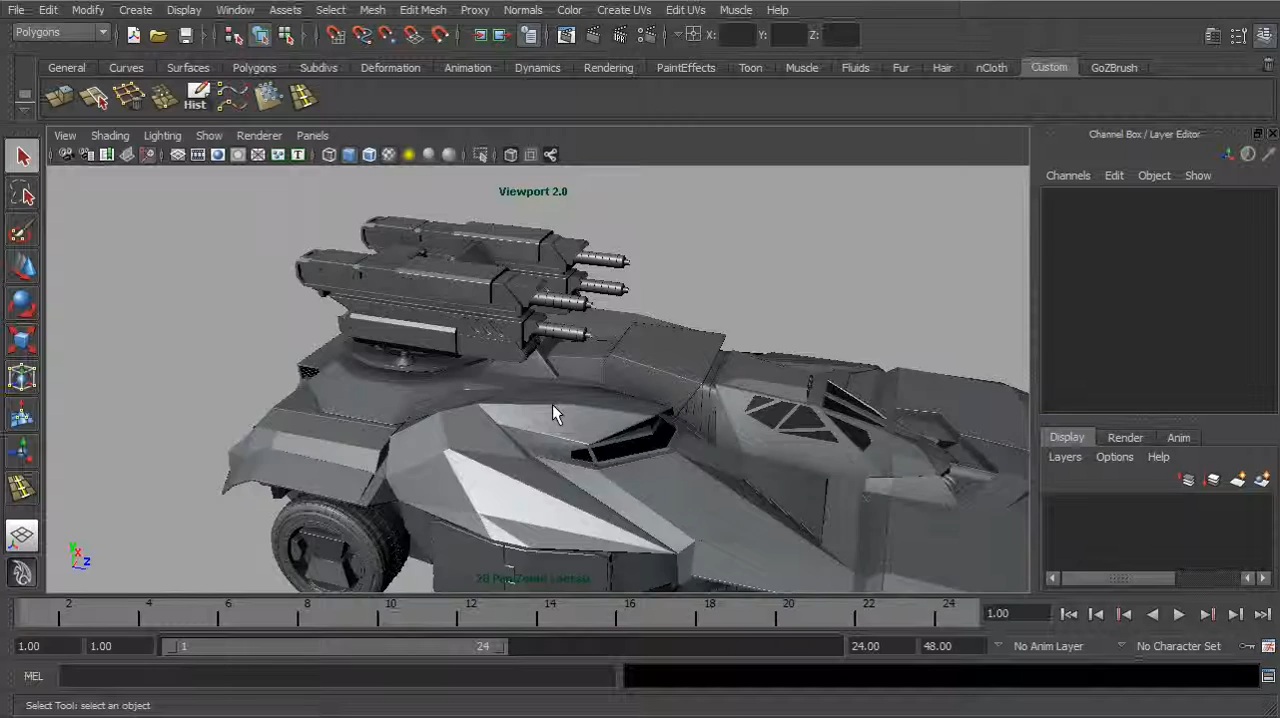 File Edit Modify Create Display Window Assets Select Mesh Edit Mesh Proxy Normals Color Create UVs Edit UVs Muscle Help
Polygons X: Y: Z:
General Curves Surfaces Polygons Subdivs Deformation Animation Dynamics Rendering PaintEffects Toon Muscle Fluids Fur Hair nCloth Custom GoZBrush
Hist
View Shading Lighting Show Renderer Panels
Channel Box / Layer Editor
Channels Edit Object Show
Viewport 2.0
Display Render Anim
Layers Options Help
y x z
2 4 6 8 10 12 14 16 18 20 22 24 1.00
1.00 1.00 1 24 24.00 48.00 No Anim Layer No Character Set
MEL
Select Tool: select an object